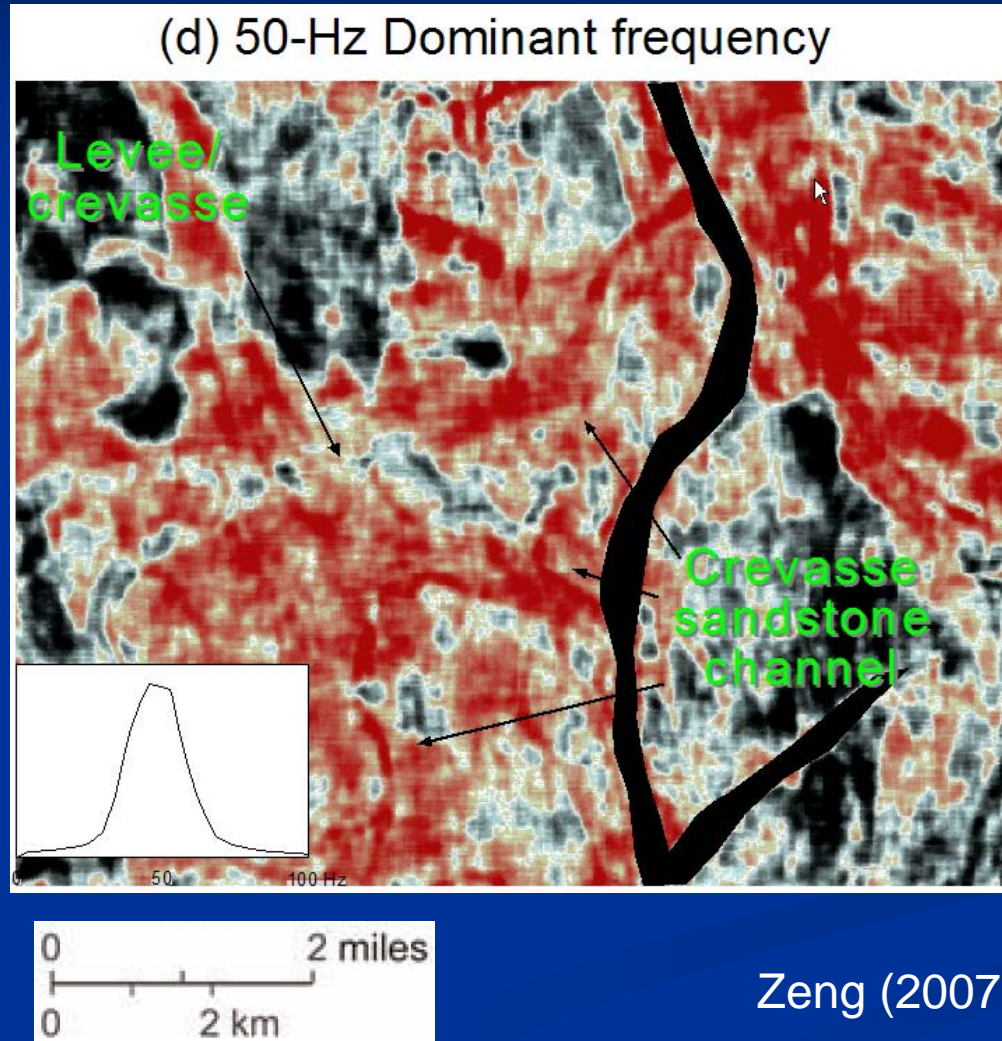 (d) 50-Hz Dominant frequency
Levee/
crevasse
Crevasse
sandstone
channel
0 50 100 Hz
0 2 miles
0 2 km
Zeng (2007